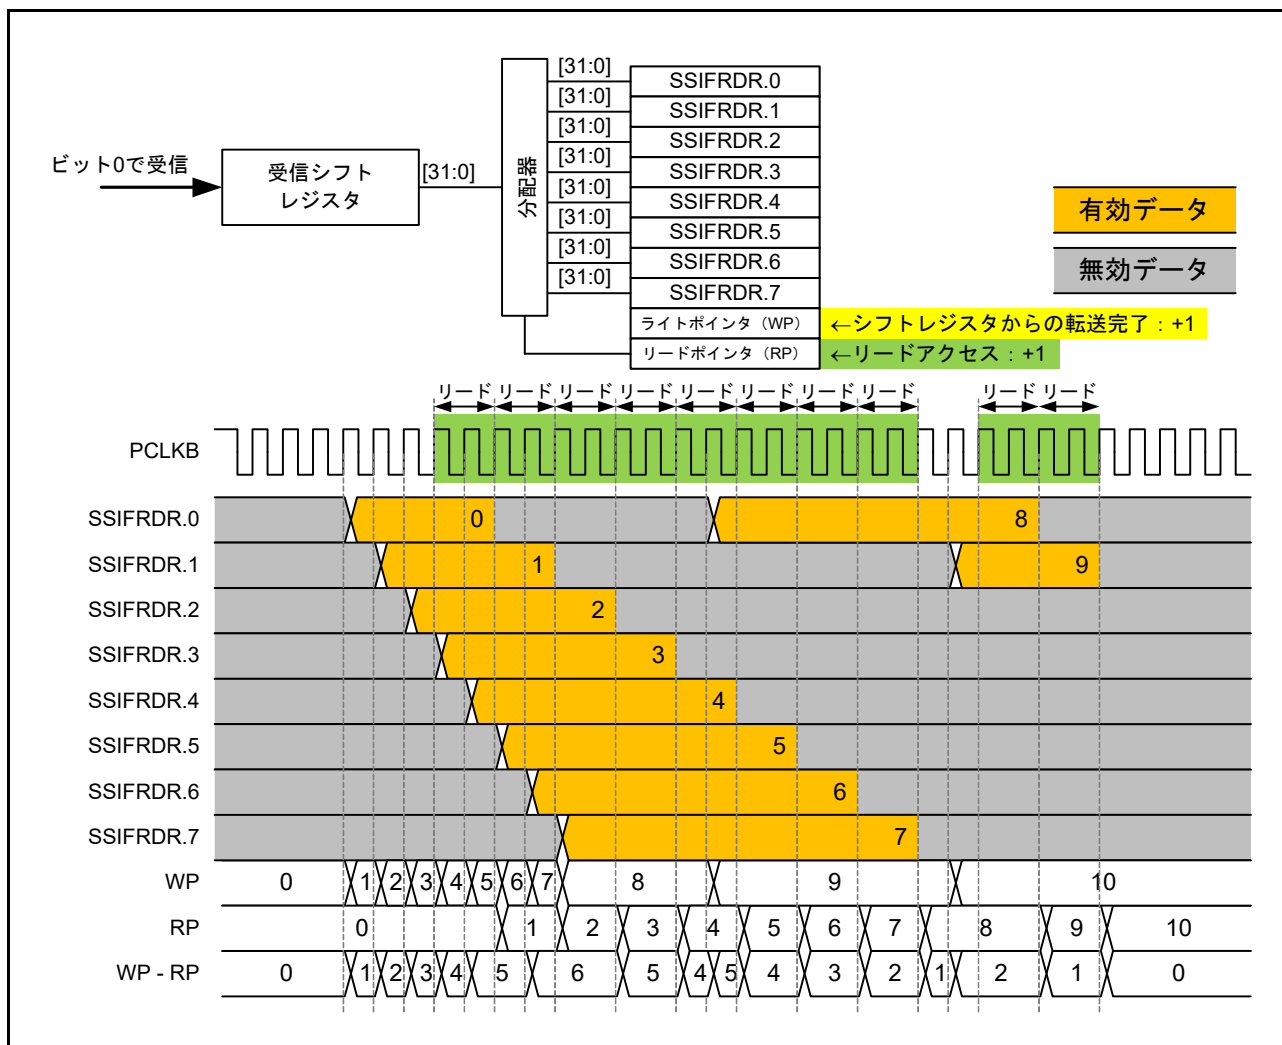 [31:0]
SSIFRDR.0
[31:0]
SSIFRDR.1
[31:0]
SSIFRDR.2
[31:0]
SSIFRDR.3
[31:0]
SSIFRDR.4
[31:0]
SSIFRDR.5
[31:0]
SSIFRDR.6
[31:0]
SSIFRDR.7
ビット0で受信
受信シフト
レジスタ
[31:0]
分配器
有効データ
無効データ
ライトポインタ（WP） ←シフトレジスタからの転送完了：+1
リードポインタ（RP） ←リードアクセス：+1
リード リード リード リード リード リード リード リード リード リード
PCLKB
SSIFRDR.0 0 8
SSIFRDR.1 1 9
SSIFRDR.2 2
SSIFRDR.3 3
SSIFRDR.4 4
SSIFRDR.5 5
SSIFRDR.6 6
SSIFRDR.7 7
WP 0 1 2 3 4 5 6 7 8 9 10
RP 0 1 2 3 4 5 6 7 8 9 10
WP - RP 0 1 2 3 4 5 6 5 4 5 4 3 2 1 2 1 0